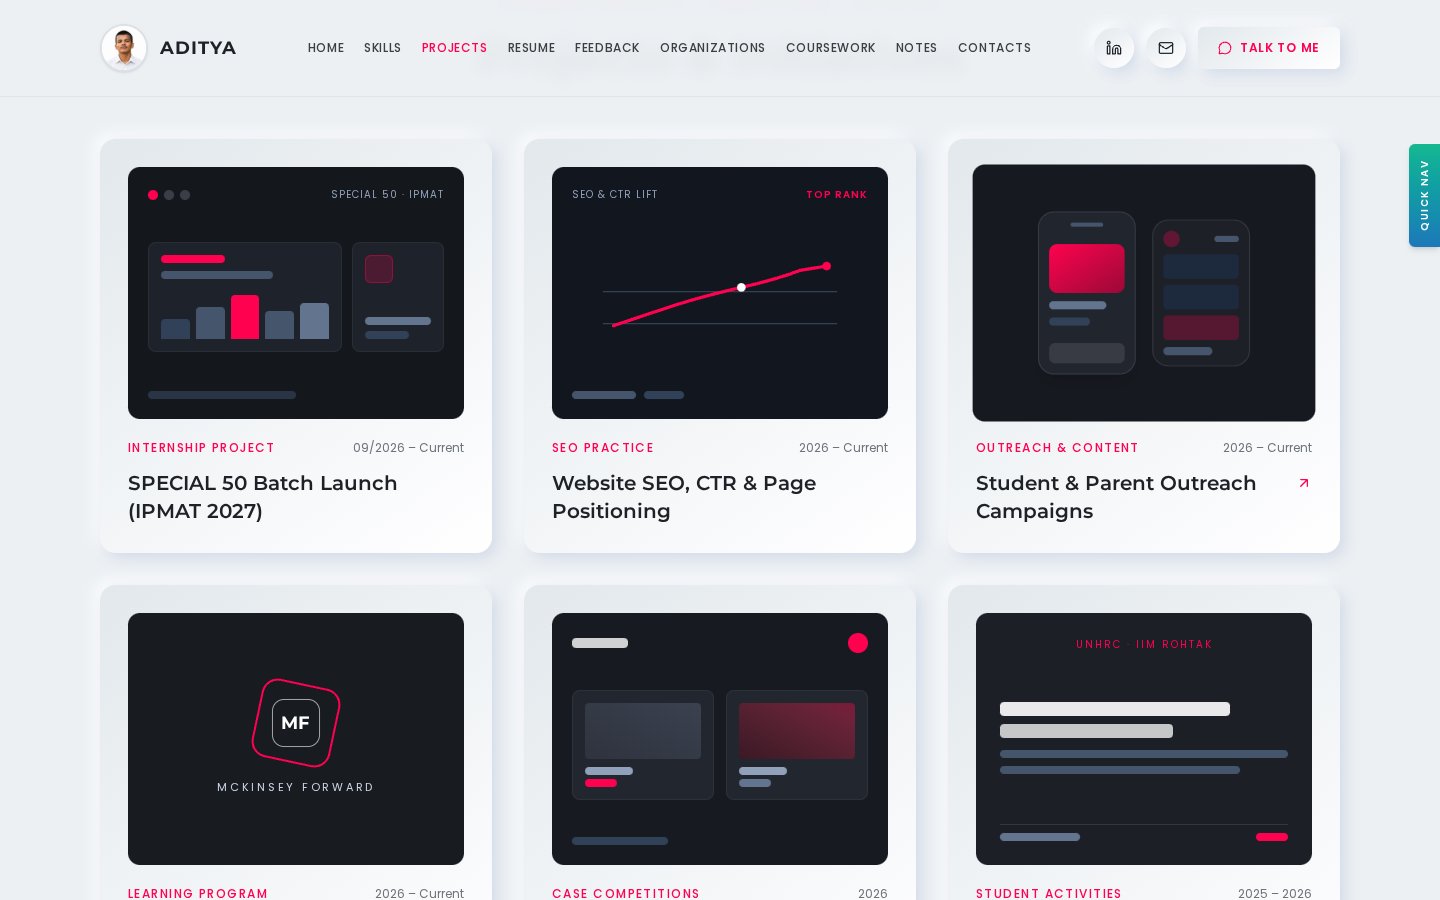 ADITYA
HOME SKILLS PROJECTS RESUME FEEDBACK ORGANIZATIONS COURSEWORK NOTES CONTACTS
TALK TO ME
QUICK NAV
SPECIAL 50 · IPMAT
INTERNSHIP PROJECT 09/2026 – Current
SPECIAL 50 Batch Launch
(IPMAT 2027)
SEO & CTR LIFT TOP RANK
SEO PRACTICE 2026 – Current
Website SEO, CTR & Page
Positioning
OUTREACH & CONTENT 2026 – Current
Student & Parent Outreach
Campaigns
MF
MCKINSEY FORWARD
LEARNING PROGRAM 2026 – Current
CASE COMPETITIONS 2026
UNHRC · IIM ROHTAK
STUDENT ACTIVITIES 2025 – 2026